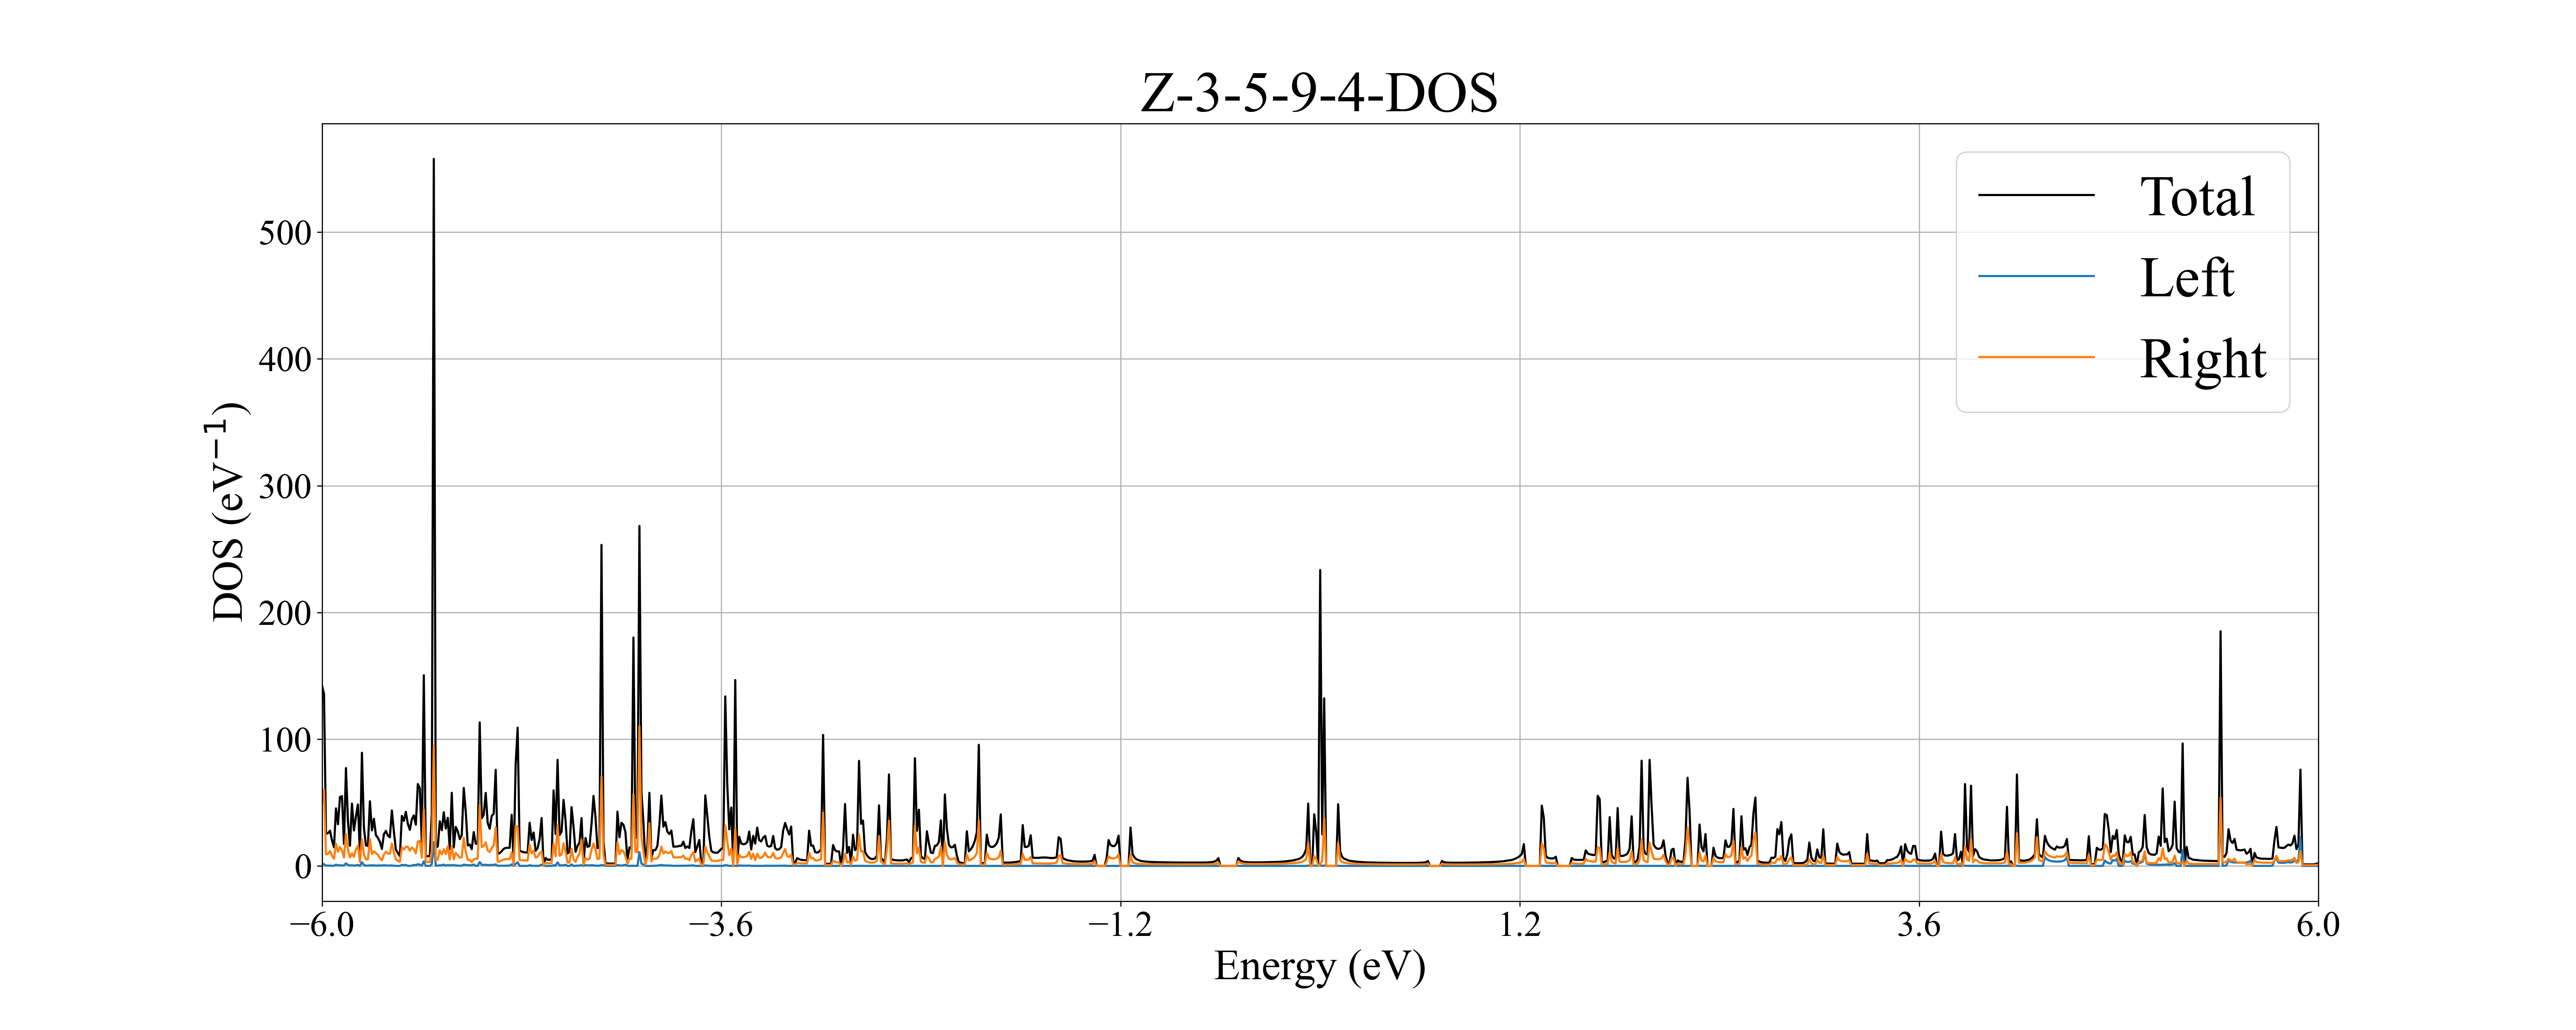 Z-3-5-9-4-DOS
Total
Left
Right
DOS (eV⁻¹)
500
400
300
200
100
0
−6.0 −3.6 −1.2 1.2 3.6 6.0
Energy (eV)